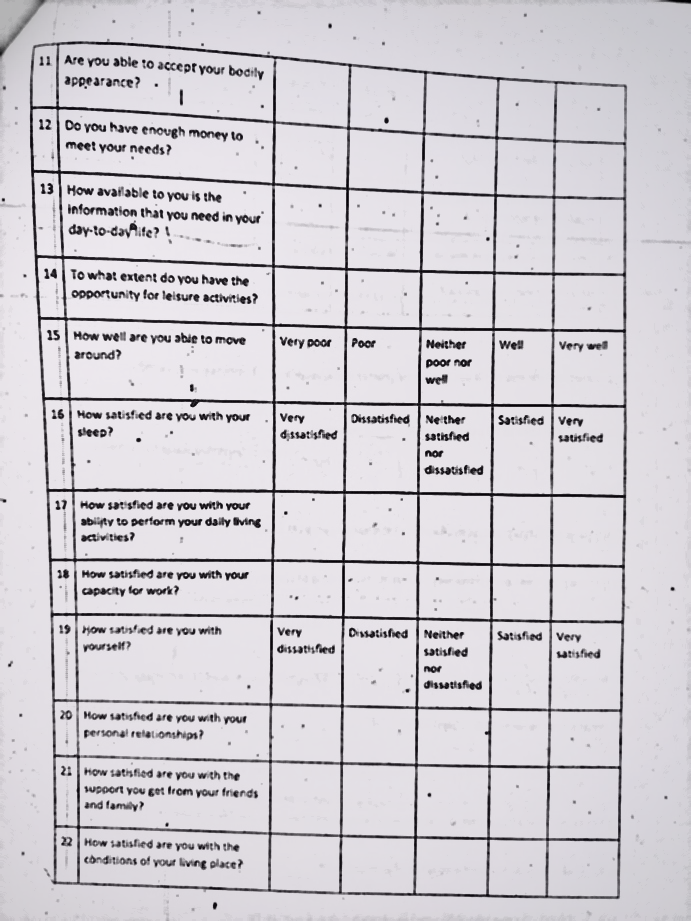 11 Are you able to accept your bodily
appearance?
12 Do you have enough money to
meet your needs?
13 How available to you is the
information that you need in your
day-to-day life?
14 To what extent do you have the
opportunity for leisure activities?
15 How well are you able to move Very poor Poor Neither Well Very well
around? poor nor
well
16 How satisfied are you with your Very Dissatisfied Neither Satisfied Very
sleep? dissatisfied satisfied satisfied
nor
dissatisfied
17 How satisfied are you with your
ability to perform your daily living
activities?
18 How satisfied are you with your
capacity for work?
19 How satisfied are you with Very Dissatisfied Neither Satisfied Very
yourself? dissatisfied satisfied satisfied
nor
dissatisfied
20 How satisfied are you with your
personal relationships?
21 How satisfied are you with the
support you get from your friends
and family?
22 How satisfied are you with the
conditions of your living place?